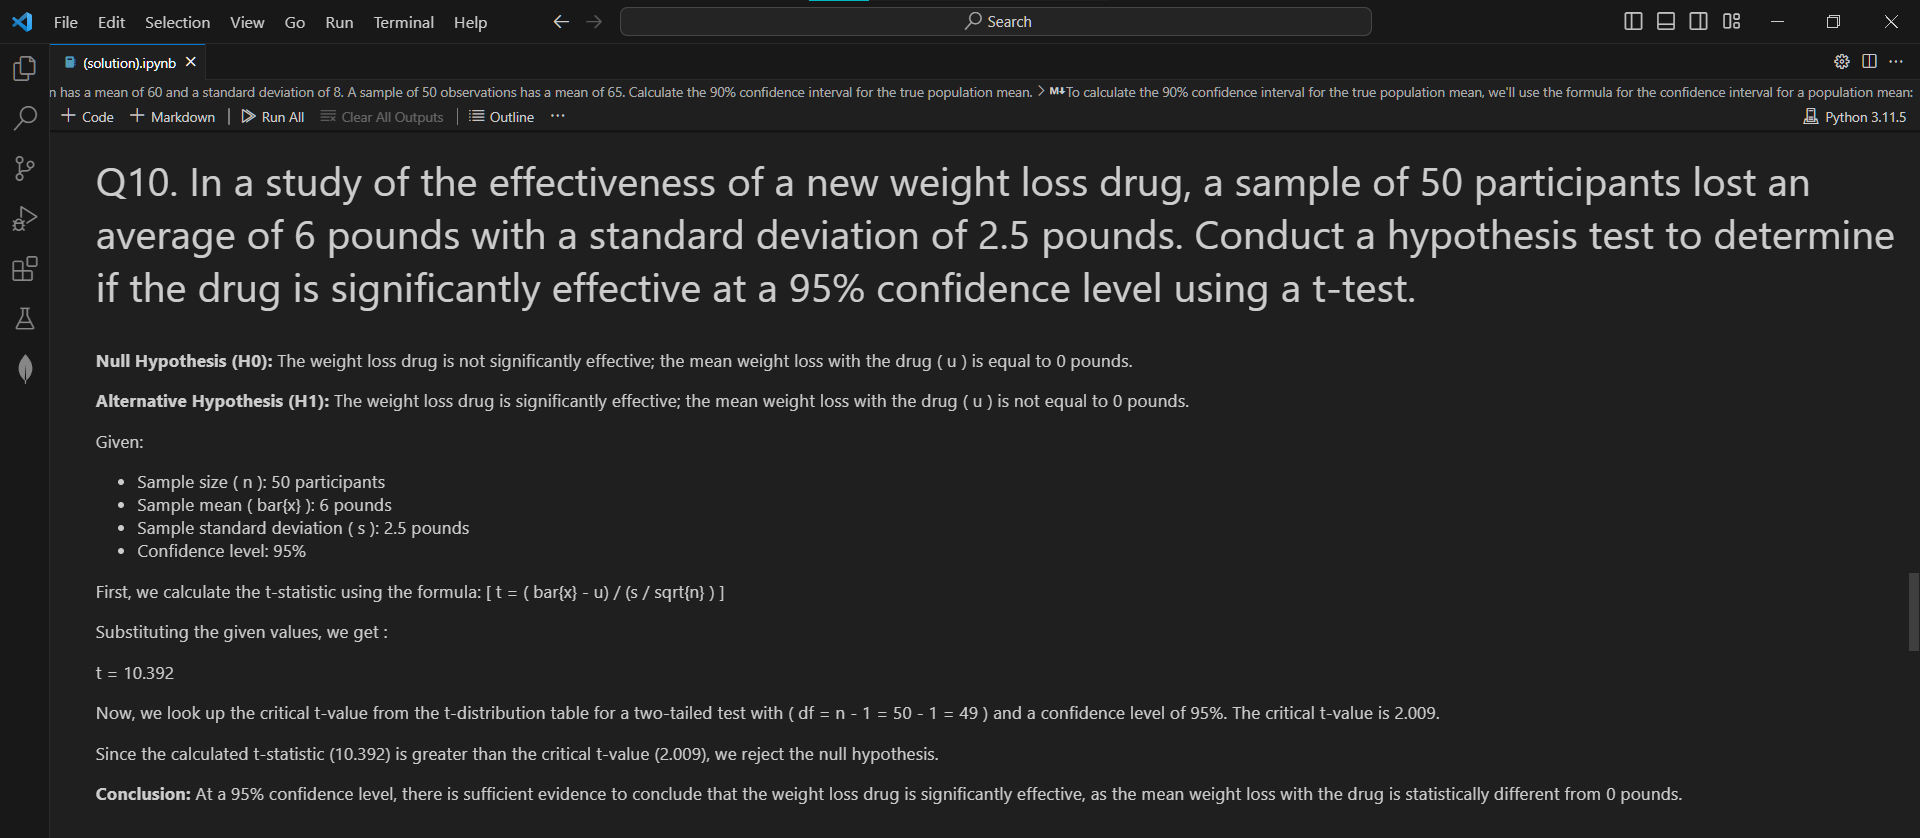 File Edit Selection View Go Run Terminal Help
Search
(solution).ipynb
n has a mean of 60 and a standard deviation of 8. A sample of 50 observations has a mean of 65. Calculate the 90% confidence interval for the true population mean. > M↓To calculate the 90% confidence interval for the true population mean, we'll use the formula for the confidence interval for a population mean:
+ Code + Markdown | Run All Clear All Outputs | Outline ... Python 3.11.5
Q10. In a study of the effectiveness of a new weight loss drug, a sample of 50 participants lost an
average of 6 pounds with a standard deviation of 2.5 pounds. Conduct a hypothesis test to determine
if the drug is significantly effective at a 95% confidence level using a t-test.
Null Hypothesis (H0): The weight loss drug is not significantly effective; the mean weight loss with the drug ( u ) is equal to 0 pounds.
Alternative Hypothesis (H1): The weight loss drug is significantly effective; the mean weight loss with the drug ( u ) is not equal to 0 pounds.
Given:
• Sample size ( n ): 50 participants
• Sample mean ( bar{x} ): 6 pounds
• Sample standard deviation ( s ): 2.5 pounds
• Confidence level: 95%
First, we calculate the t-statistic using the formula: [ t = ( bar{x} - u) / (s / sqrt{n} ) ]
Substituting the given values, we get :
t = 10.392
Now, we look up the critical t-value from the t-distribution table for a two-tailed test with ( df = n - 1 = 50 - 1 = 49 ) and a confidence level of 95%. The critical t-value is 2.009.
Since the calculated t-statistic (10.392) is greater than the critical t-value (2.009), we reject the null hypothesis.
Conclusion: At a 95% confidence level, there is sufficient evidence to conclude that the weight loss drug is significantly effective, as the mean weight loss with the drug is statistically different from 0 pounds.